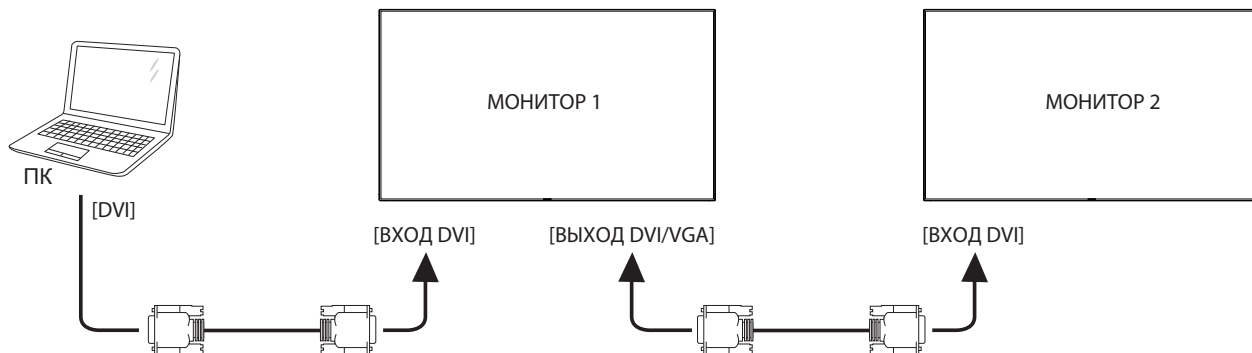 МОНИТОР 1
МОНИТОР 2
ПК
[DVI]
[ВХОД DVI]
[ВЫХОД DVI/VGA]
[ВХОД DVI]